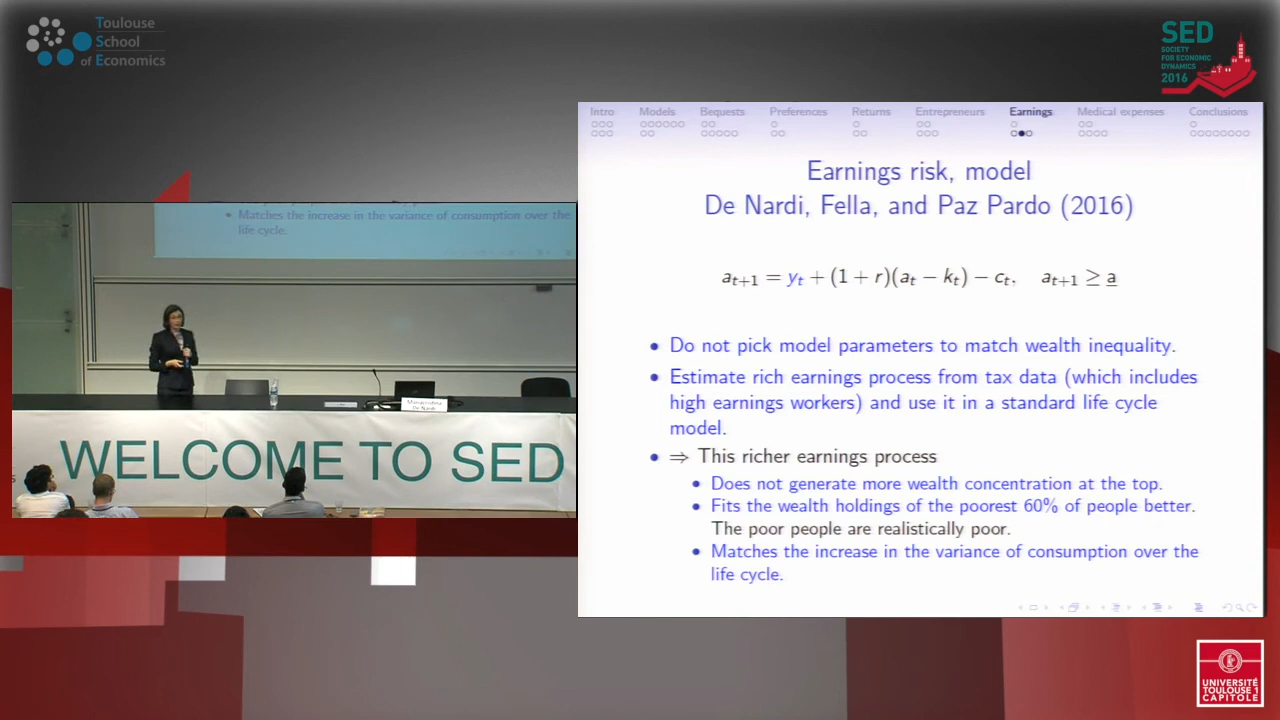 Toulouse
School
of Economics
SED
SOCIETY
FOR ECONOMIC
DYNAMICS
2016
Intro Models Bequests Preferences Returns Entrepreneurs Earnings Medical expenses Conclusions
Earnings risk, model
De Nardi, Fella, and Paz Pardo (2016)
a_{t+1} = y_t + (1 + r)(a_t − k_t) − c_t, a_{t+1} ≥ a̲
• Do not pick model parameters to match wealth inequality.
• Estimate rich earnings process from tax data (which includes
high earnings workers) and use it in a standard life cycle
model.
• ⇒ This richer earnings process
• Does not generate more wealth concentration at the top.
• Fits the wealth holdings of the poorest 60% of people better.
The poor people are realistically poor.
• Matches the increase in the variance of consumption over the
life cycle.
• Matches the increase in the variance of consumption over the
life cycle.
De Nardi
WELCOME TO SED
UNIVERSITÉ
TOULOUSE 1
CAPITOLE